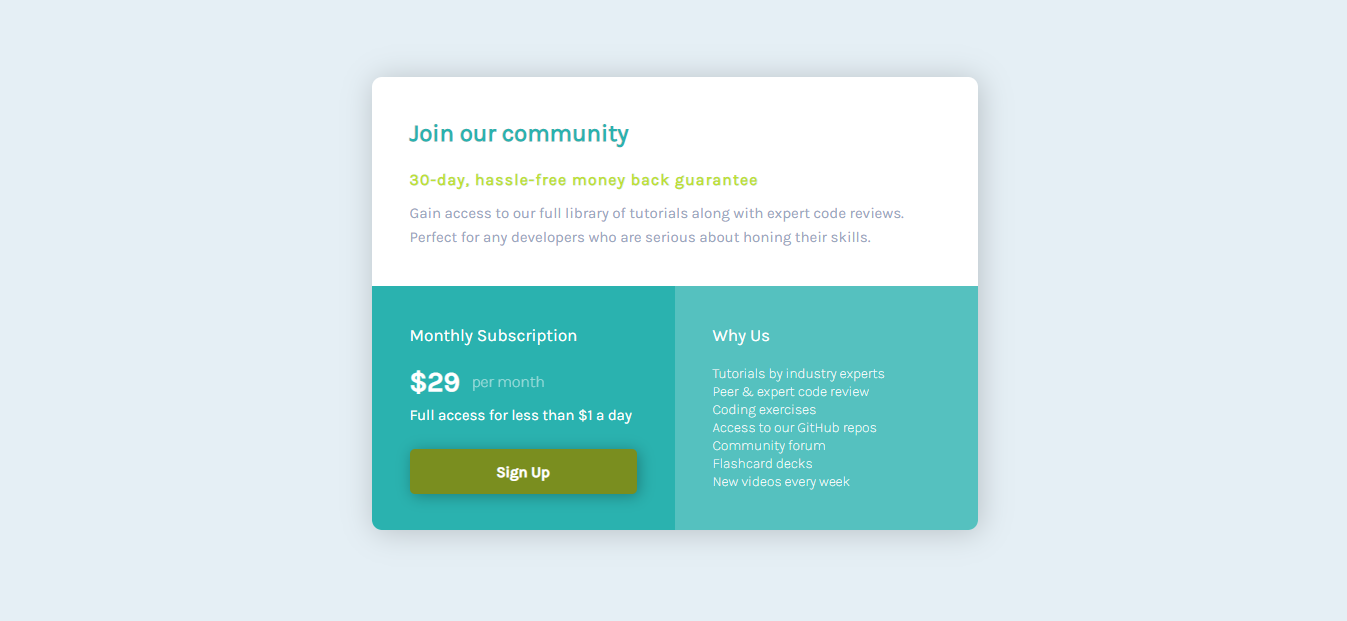 Join our community
30-day, hassle-free money back guarantee
Gain access to our full library of tutorials along with expert code reviews.
Perfect for any developers who are serious about honing their skills.
Monthly Subscription
$29 per month
Full access for less than $1 a day
Sign Up
Why Us
Tutorials by industry experts
Peer & expert code review
Coding exercises
Access to our GitHub repos
Community forum
Flashcard decks
New videos every week